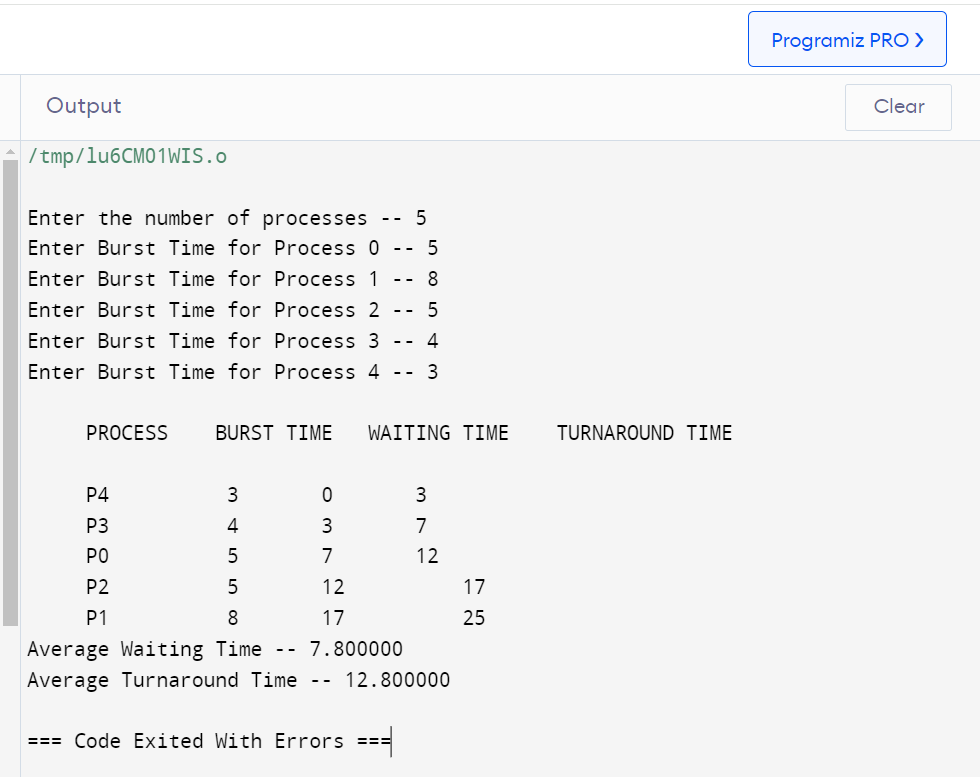 Programiz PRO ›
Output
Clear
/tmp/lu6CMO1WIS.o
Enter the number of processes -- 5
Enter Burst Time for Process 0 -- 5
Enter Burst Time for Process 1 -- 8
Enter Burst Time for Process 2 -- 5
Enter Burst Time for Process 3 -- 4
Enter Burst Time for Process 4 -- 3
PROCESS BURST TIME WAITING TIME TURNAROUND TIME
P4 3 0 3
P3 4 3 7
P0 5 7 12
P2 5 12 17
P1 8 17 25
Average Waiting Time -- 7.800000
Average Turnaround Time -- 12.800000
=== Code Exited With Errors ===